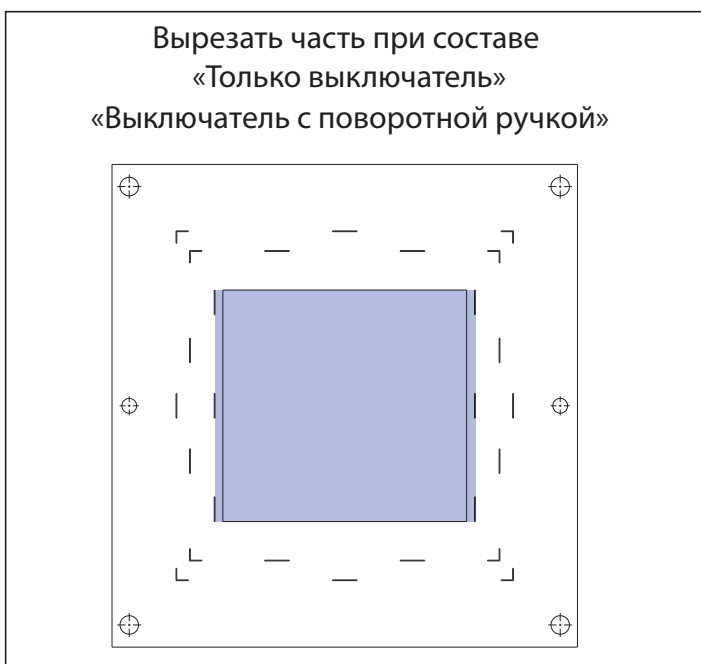 Вырезать часть при составе
«Только выключатель»
«Выключатель с поворотной ручкой»